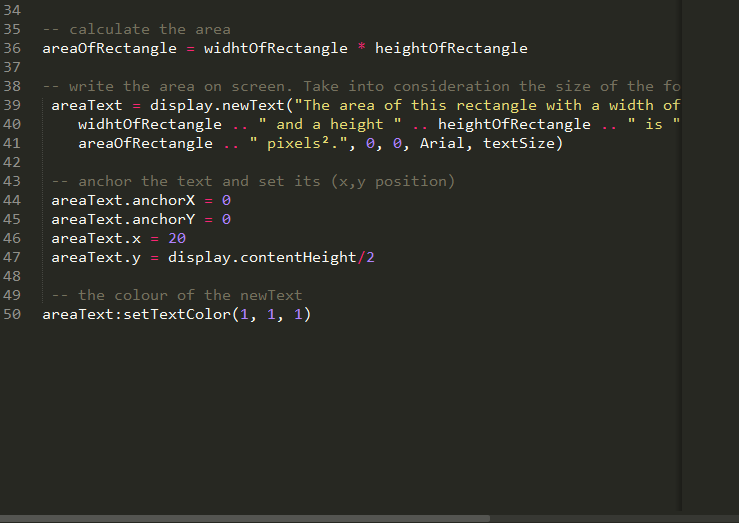 34
35 -- calculate the area
36 areaOfRectangle = widhtOfRectangle * heightOfRectangle
37
38 -- write the area on screen. Take into consideration the size of the fo
39 areaText = display.newText("The area of this rectangle with a width of
40 widhtOfRectangle .. " and a height " .. heightOfRectangle .. " is "
41 areaOfRectangle .. " pixels².", 0, 0, Arial, textSize)
42
43 -- anchor the text and set its (x,y position)
44 areaText.anchorX = 0
45 areaText.anchorY = 0
46 areaText.x = 20
47 areaText.y = display.contentHeight/2
48
49 -- the colour of the newText
50 areaText:setTextColor(1, 1, 1)